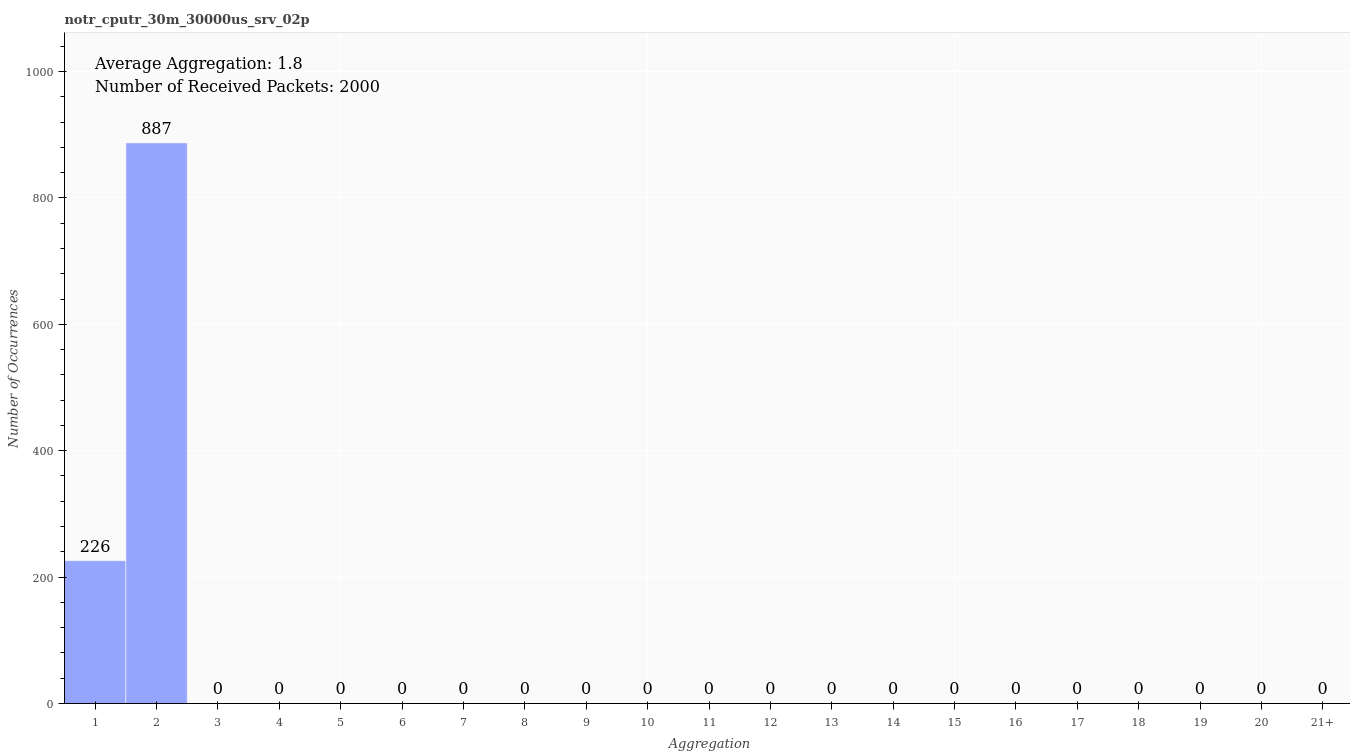 notr_cputr_30m_30000us_srv_02p
Average Aggregation: 1.8
Number of Received Packets: 2000
1000
800
600
400
200
0
Number of Occurrences
226
887
0 0 0 0 0 0 0 0 0 0 0 0 0 0 0 0 0 0 0
1 2 3 4 5 6 7 8 9 10 11 12 13 14 15 16 17 18 19 20 21+
Aggregation